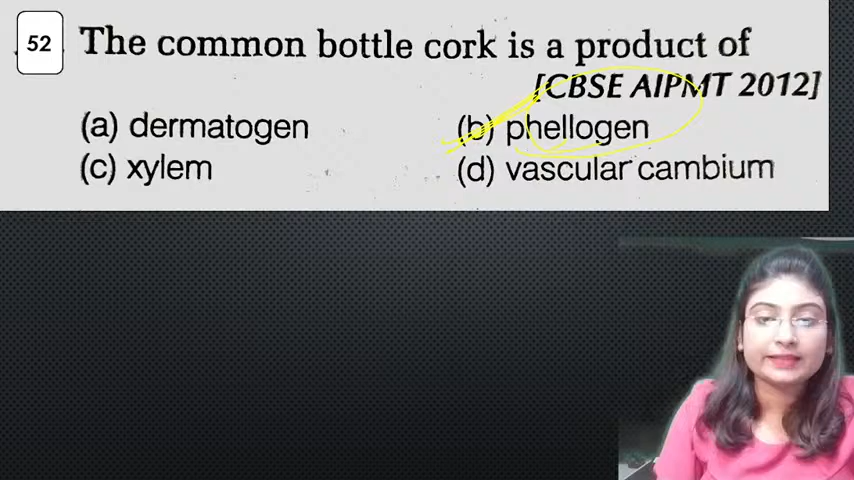 52
The common bottle cork is a product of
[CBSE AIPMT 2012]
(a) dermatogen (b) phellogen
(c) xylem (d) vascular cambium